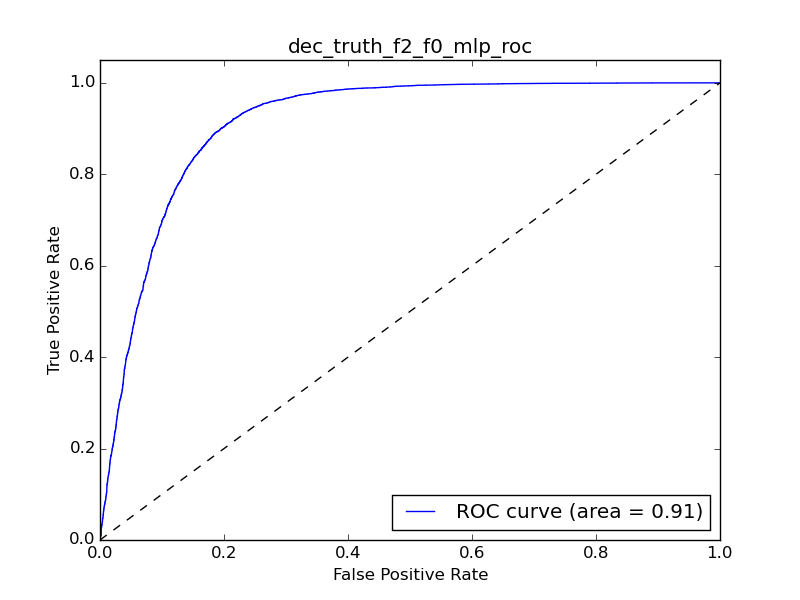 dec_truth_f2_f0_mlp_roc
1.0
0.8
0.6
0.4
0.2
0.0
True Positive Rate
ROC curve (area = 0.91)
0.0 0.2 0.4 0.6 0.8 1.0
False Positive Rate